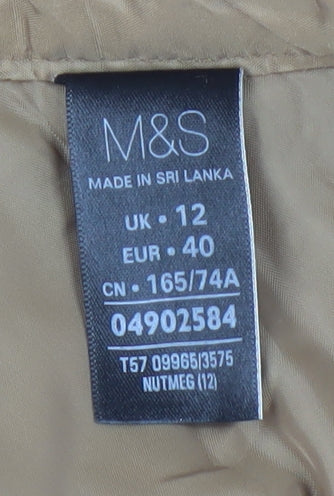 M&S
MADE IN SRI LANKA
UK • 12
EUR • 40
CN • 165/74A
04902584
T57 09965/3575
NUTMEG (12)